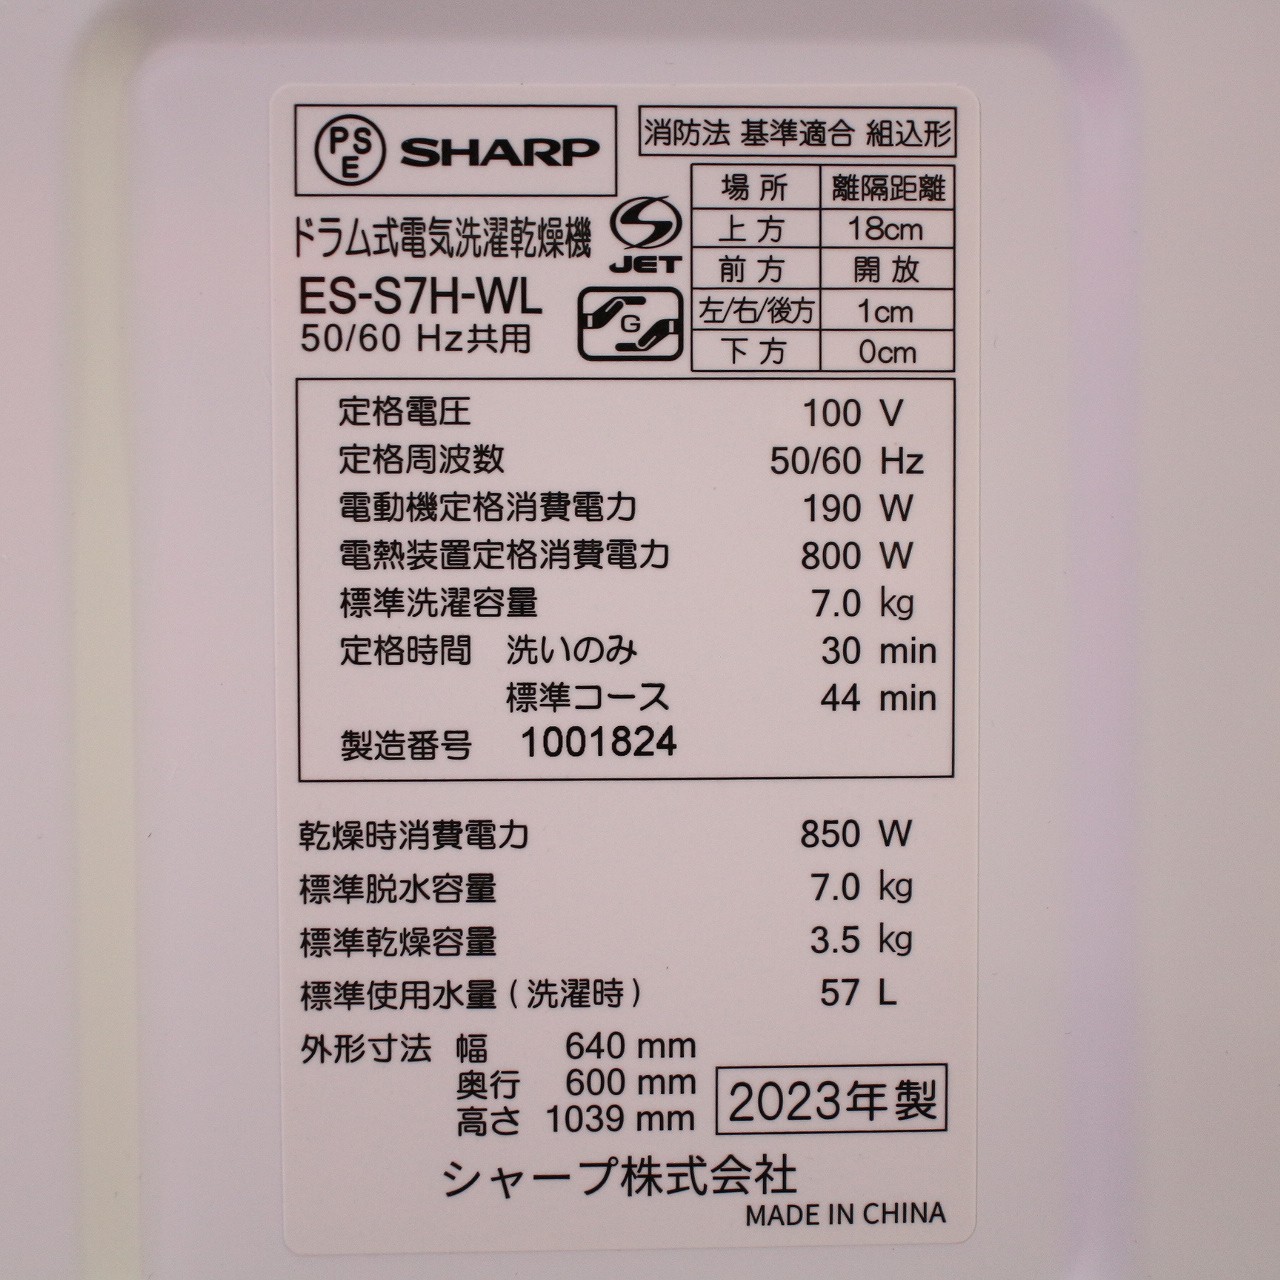 PS
E
SHARP
消防法 基準適合 組込形
場所 離隔距離
上方 18cm
前方 開放
左/右/後方 1cm
下方 0cm
ドラム式電気洗濯乾燥機
S
JET
ES-S7H-WL
G
50/60 Hz共用
定格電圧 100 V
定格周波数 50/60 Hz
電動機定格消費電力 190 W
電熱装置定格消費電力 800 W
標準洗濯容量 7.0 kg
定格時間 洗いのみ 30 min
標準コース 44 min
製造番号 1001824
乾燥時消費電力 850 W
標準脱水容量 7.0 kg
標準乾燥容量 3.5 kg
標準使用水量(洗濯時) 57 L
外形寸法 幅 640 mm
奥行 600 mm
高さ 1039 mm
2023年製
シャープ株式会社
MADE IN CHINA